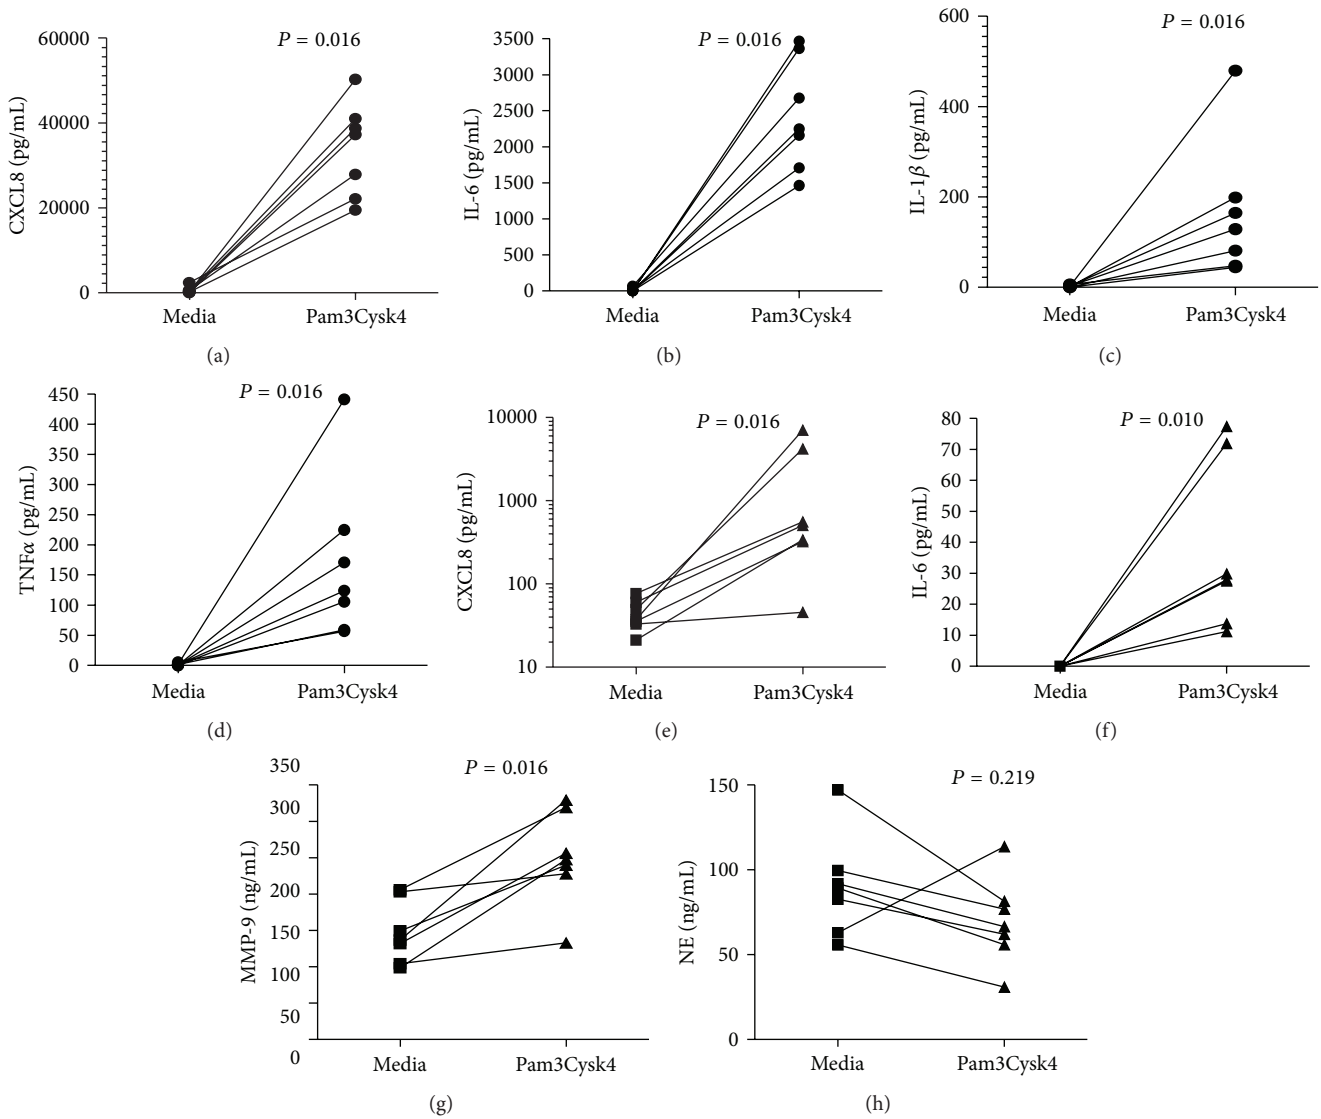 CXCL8 (pg/mL)
60000
40000
20000
0
P = 0.016
Media
Pam3Cysk4
(a)
IL-6 (pg/mL)
3500
3000
2500
2000
1500
1000
500
0
P = 0.016
Media
Pam3Cysk4
(b)
IL-1β (pg/mL)
600
400
200
0
P = 0.016
Media
Pam3Cysk4
(c)
TNFα (pg/mL)
450
400
350
300
250
200
150
100
50
0
P = 0.016
Media
Pam3Cysk4
(d)
CXCL8 (pg/mL)
10000
1000
100
10
P = 0.016
Media
Pam3Cysk4
(e)
IL-6 (pg/mL)
80
70
60
50
40
30
20
10
0
P = 0.010
Media
Pam3Cysk4
(f)
MMP-9 (ng/mL)
350
300
250
200
150
100
50
0
P = 0.016
Media
Pam3Cysk4
(g)
NE (ng/mL)
150
100
50
0
P = 0.219
Media
Pam3Cysk4
(h)